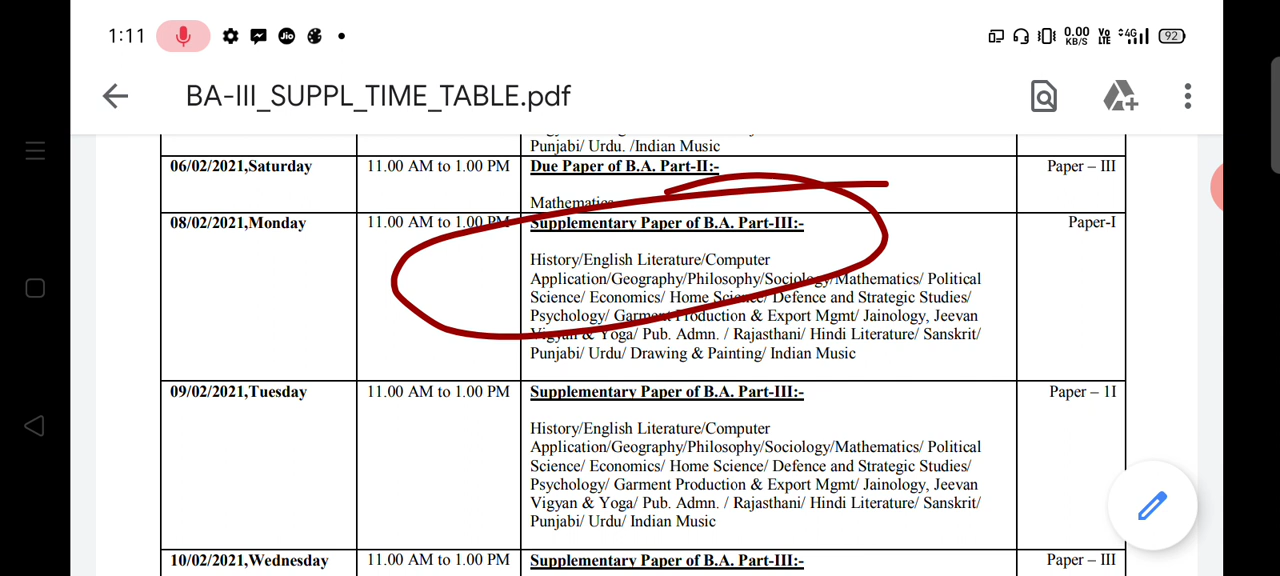 1:11
0.00 KB/S
Vo LTE
4G
92
BA-III_SUPPL_TIME_TABLE.pdf
Punjabi/ Urdu. /Indian Music
06/02/2021,Saturday 11.00 AM to 1.00 PM Due Paper of B.A. Part-II:- Paper – III
Mathematics
08/02/2021,Monday 11.00 AM to 1.00 PM Supplementary Paper of B.A. Part-III:- Paper-I
History/English Literature/Computer
Application/Geography/Philosophy/Sociology/Mathematics/ Political
Science/ Economics/ Home Science/ Defence and Strategic Studies/
Psychology/ Garment Production & Export Mgmt/ Jainology, Jeevan
Vigyan & Yoga/ Pub. Admn. / Rajasthani/ Hindi Literature/ Sanskrit/
Punjabi/ Urdu/ Drawing & Painting/ Indian Music
09/02/2021,Tuesday 11.00 AM to 1.00 PM Supplementary Paper of B.A. Part-III:- Paper – 1I
History/English Literature/Computer
Application/Geography/Philosophy/Sociology/Mathematics/ Political
Science/ Economics/ Home Science/ Defence and Strategic Studies/
Psychology/ Garment Production & Export Mgmt/ Jainology, Jeevan
Vigyan & Yoga/ Pub. Admn. / Rajasthani/ Hindi Literature/ Sanskrit/
Punjabi/ Urdu/ Indian Music
10/02/2021,Wednesday 11.00 AM to 1.00 PM Supplementary Paper of B.A. Part-III:- Paper – III